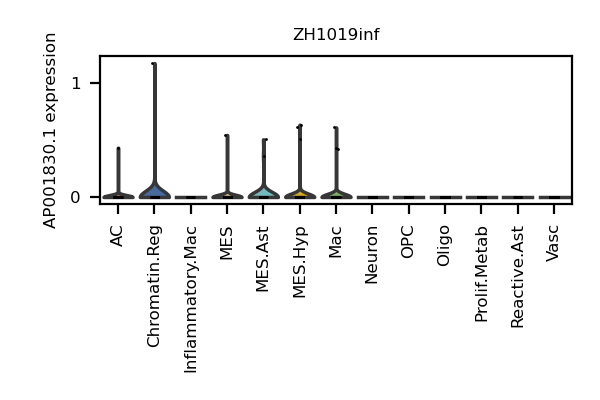 ZH1019inf
AP001830.1 expression
1
0
AC
Chromatin.Reg
Inflammatory.Mac
MES
MES.Ast
MES.Hyp
Mac
Neuron
OPC
Oligo
Prolif.Metab
Reactive.Ast
Vasc